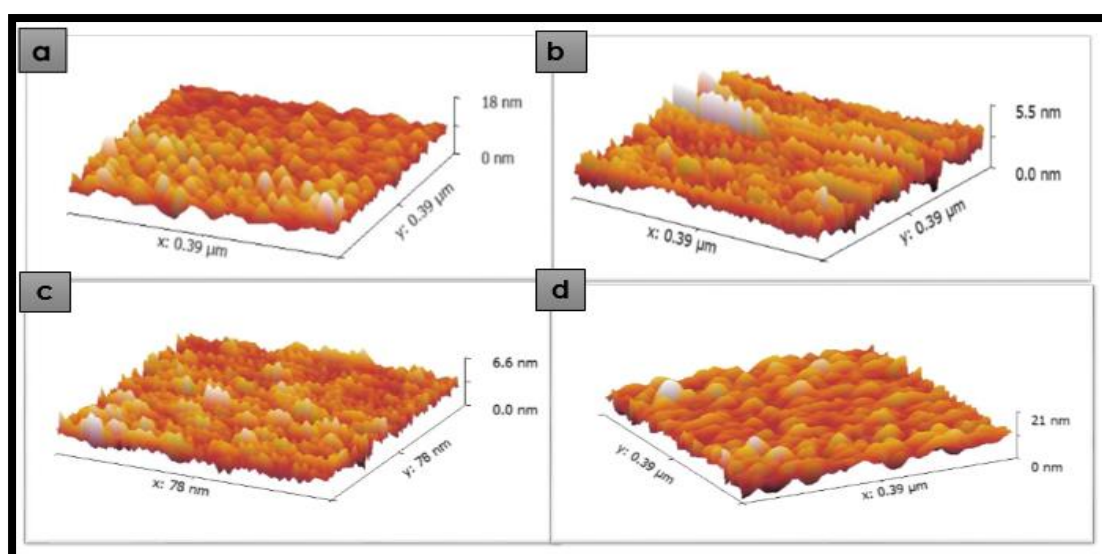 a
18 nm
0 nm
x: 0.39 µm
y: 0.39 µm
b
5.5 nm
0.0 nm
x: 0.39 µm
y: 0.39 µm
c
6.6 nm
0.0 nm
x: 78 nm
y: 78 nm
d
21 nm
0 nm
y: 0.39 µm
x: 0.39 µm